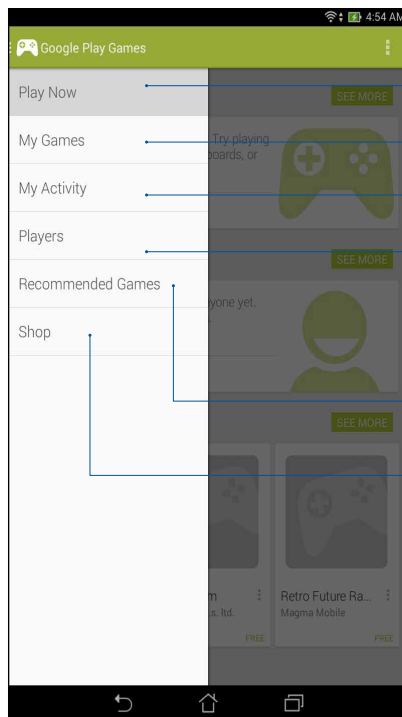 4:54 AM
Google Play Games
Play Now
SEE MORE
My Games
Try playing
boards, or
My Activity
Players
SEE MORE
Recommended Games
yone yet.
Shop
SEE MORE
m
s. ltd.
FREE
Retro Future Ra...
Magma Mobile
FREE